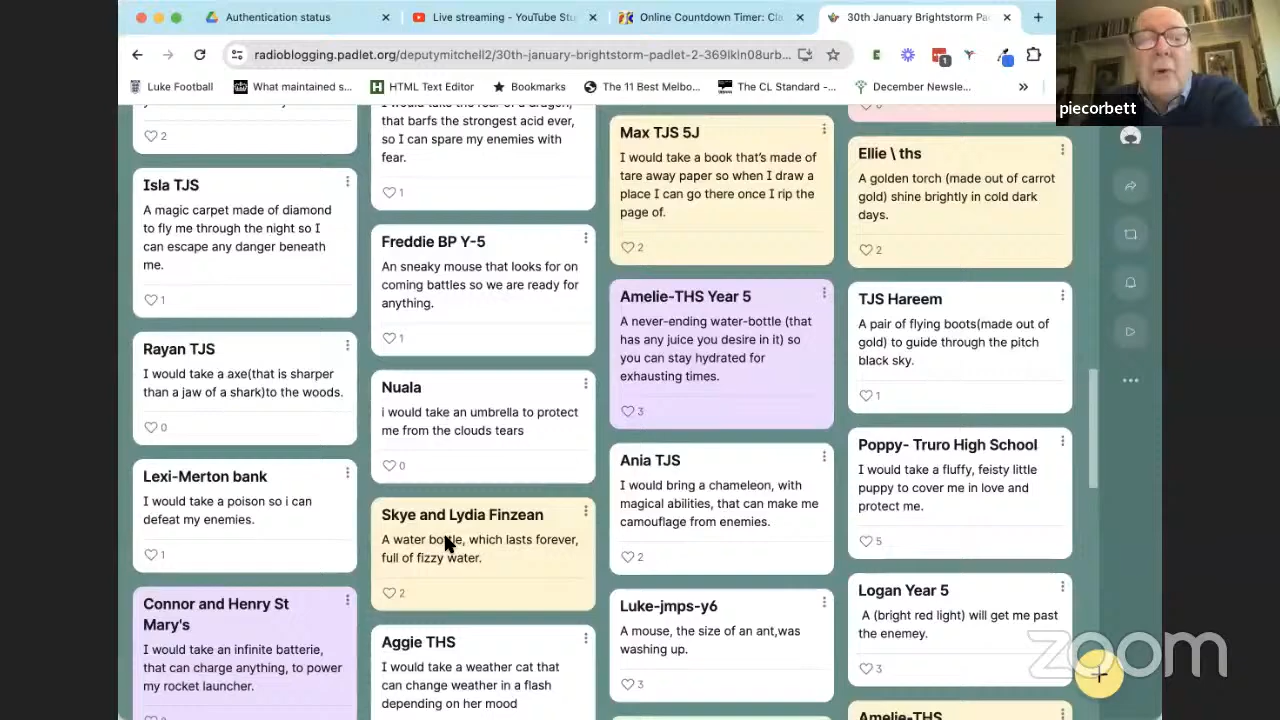 Authentication status
Live streaming - YouTube Stu
Online Countdown Timer: Cla
30th January Brightstorm Pa
radioblogging.padlet.org/deputymitchell2/30th-january-brightstorm-padlet-2-369lkln08urb...
Luke Football
What maintained s...
HTML Text Editor
Bookmarks
The 11 Best Melbo...
The CL Standard -...
December Newsle...
piecorbett
2
Isla TJS
A magic carpet made of diamond
to fly me through the night so I
can escape any danger beneath
me.
1
Rayan TJS
I would take a axe(that is sharper
than a jaw of a shark)to the woods.
0
Lexi-Merton bank
I would take a poison so i can
defeat my enemies.
1
Connor and Henry St
Mary's
I would take an infinite batterie,
that can charge anything, to power
my rocket launcher.
I would take the roar of a dragon,
that barfs the strongest acid ever,
so I can spare my enemies with
fear.
1
Freddie BP Y-5
An sneaky mouse that looks for on
coming battles so we are ready for
anything.
1
Nuala
i would take an umbrella to protect
me from the clouds tears
0
Skye and Lydia Finzean
A water bottle, which lasts forever,
full of fizzy water.
2
Aggie THS
I would take a weather cat that
can change weather in a flash
depending on her mood
Max TJS 5J
I would take a book that's made of
tare away paper so when I draw a
place I can go there once I rip the
page of.
2
Amelie-THS Year 5
A never-ending water-bottle (that
has any juice you desire in it) so
you can stay hydrated for
exhausting times.
3
Ania TJS
I would bring a chameleon, with
magical abilities, that can make me
camouflage from enemies.
2
Luke-jmps-y6
A mouse, the size of an ant,was
washing up.
3
Ellie \ ths
A golden torch (made out of carrot
gold) shine brightly in cold dark
days.
2
TJS Hareem
A pair of flying boots(made out of
gold) to guide through the pitch
black sky.
1
Poppy- Truro High School
I would take a fluffy, feisty little
puppy to cover me in love and
protect me.
5
Logan Year 5
A (bright red light) will get me past
the enemey.
3
Amelie-THS
zoom